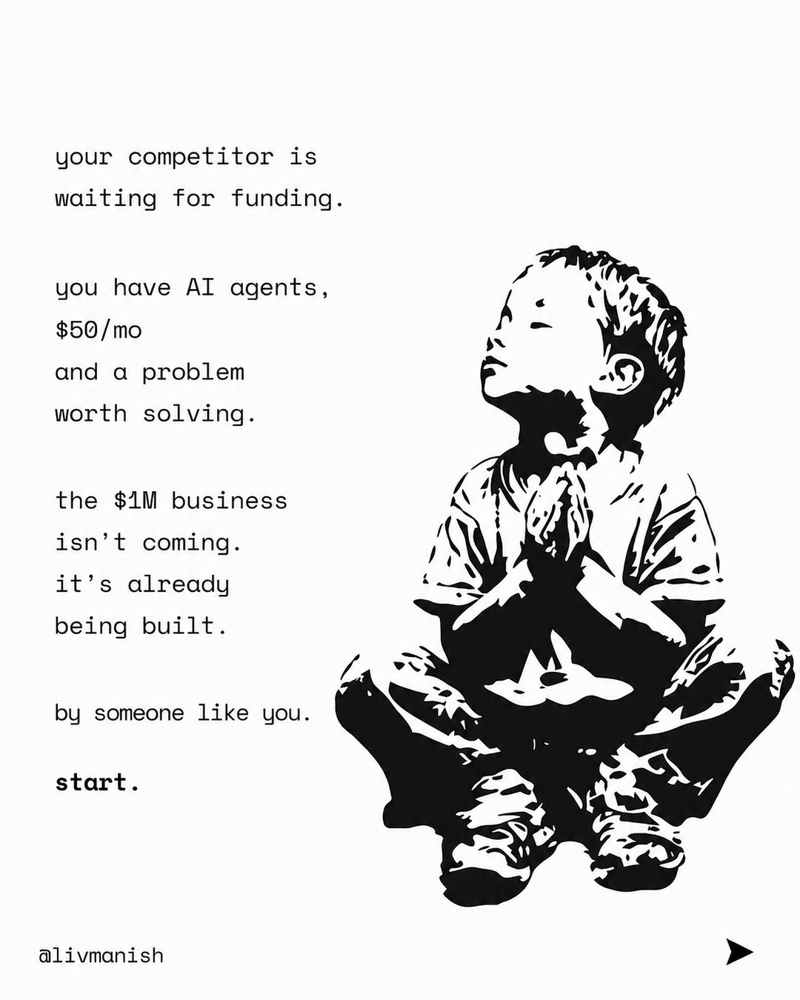 your competitor is
waiting for funding.
you have AI agents,
$50/mo
and a problem
worth solving.
the $1M business
isn’t coming.
it’s already
being built.
by someone like you.
start.
@livmanish